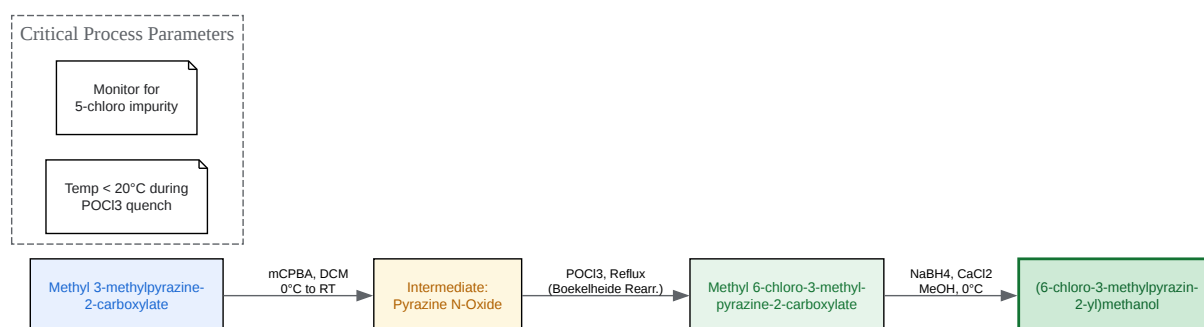 Critical Process Parameters
Monitor for
5-chloro impurity
Temp < 20°C during
POCl3 quench
Methyl 3-methylpyrazine-
2-carboxylate
mCPBA, DCM
0°C to RT
Intermediate:
Pyrazine N-Oxide
POCl3, Reflux
(Boekelheide Rearr.)
Methyl 6-chloro-3-methyl-
pyrazine-2-carboxylate
NaBH4, CaCl2
MeOH, 0°C
(6-chloro-3-methylpyrazin-
2-yl)methanol